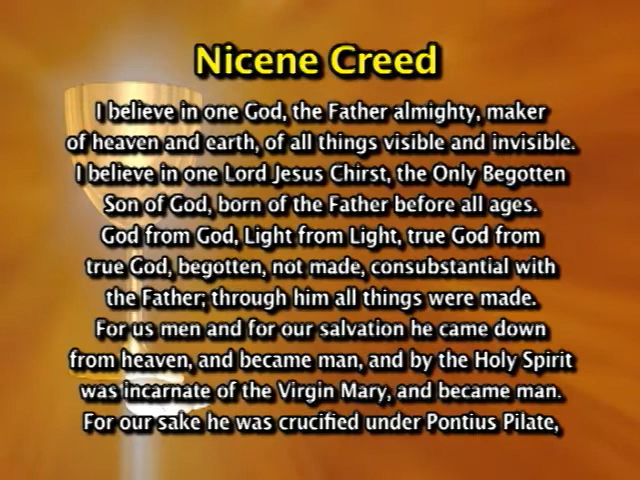 Nicene Creed
I believe in one God, the Father almighty, maker
of heaven and earth, of all things visible and invisible.
I believe in one Lord Jesus Chirst, the Only Begotten
Son of God, born of the Father before all ages.
God from God, Light from Light, true God from
true God, begotten, not made, consubstantial with
the Father; through him all things were made.
For us men and for our salvation he came down
from heaven, and became man, and by the Holy Spirit
was incarnate of the Virgin Mary, and became man.
For our sake he was crucified under Pontius Pilate,